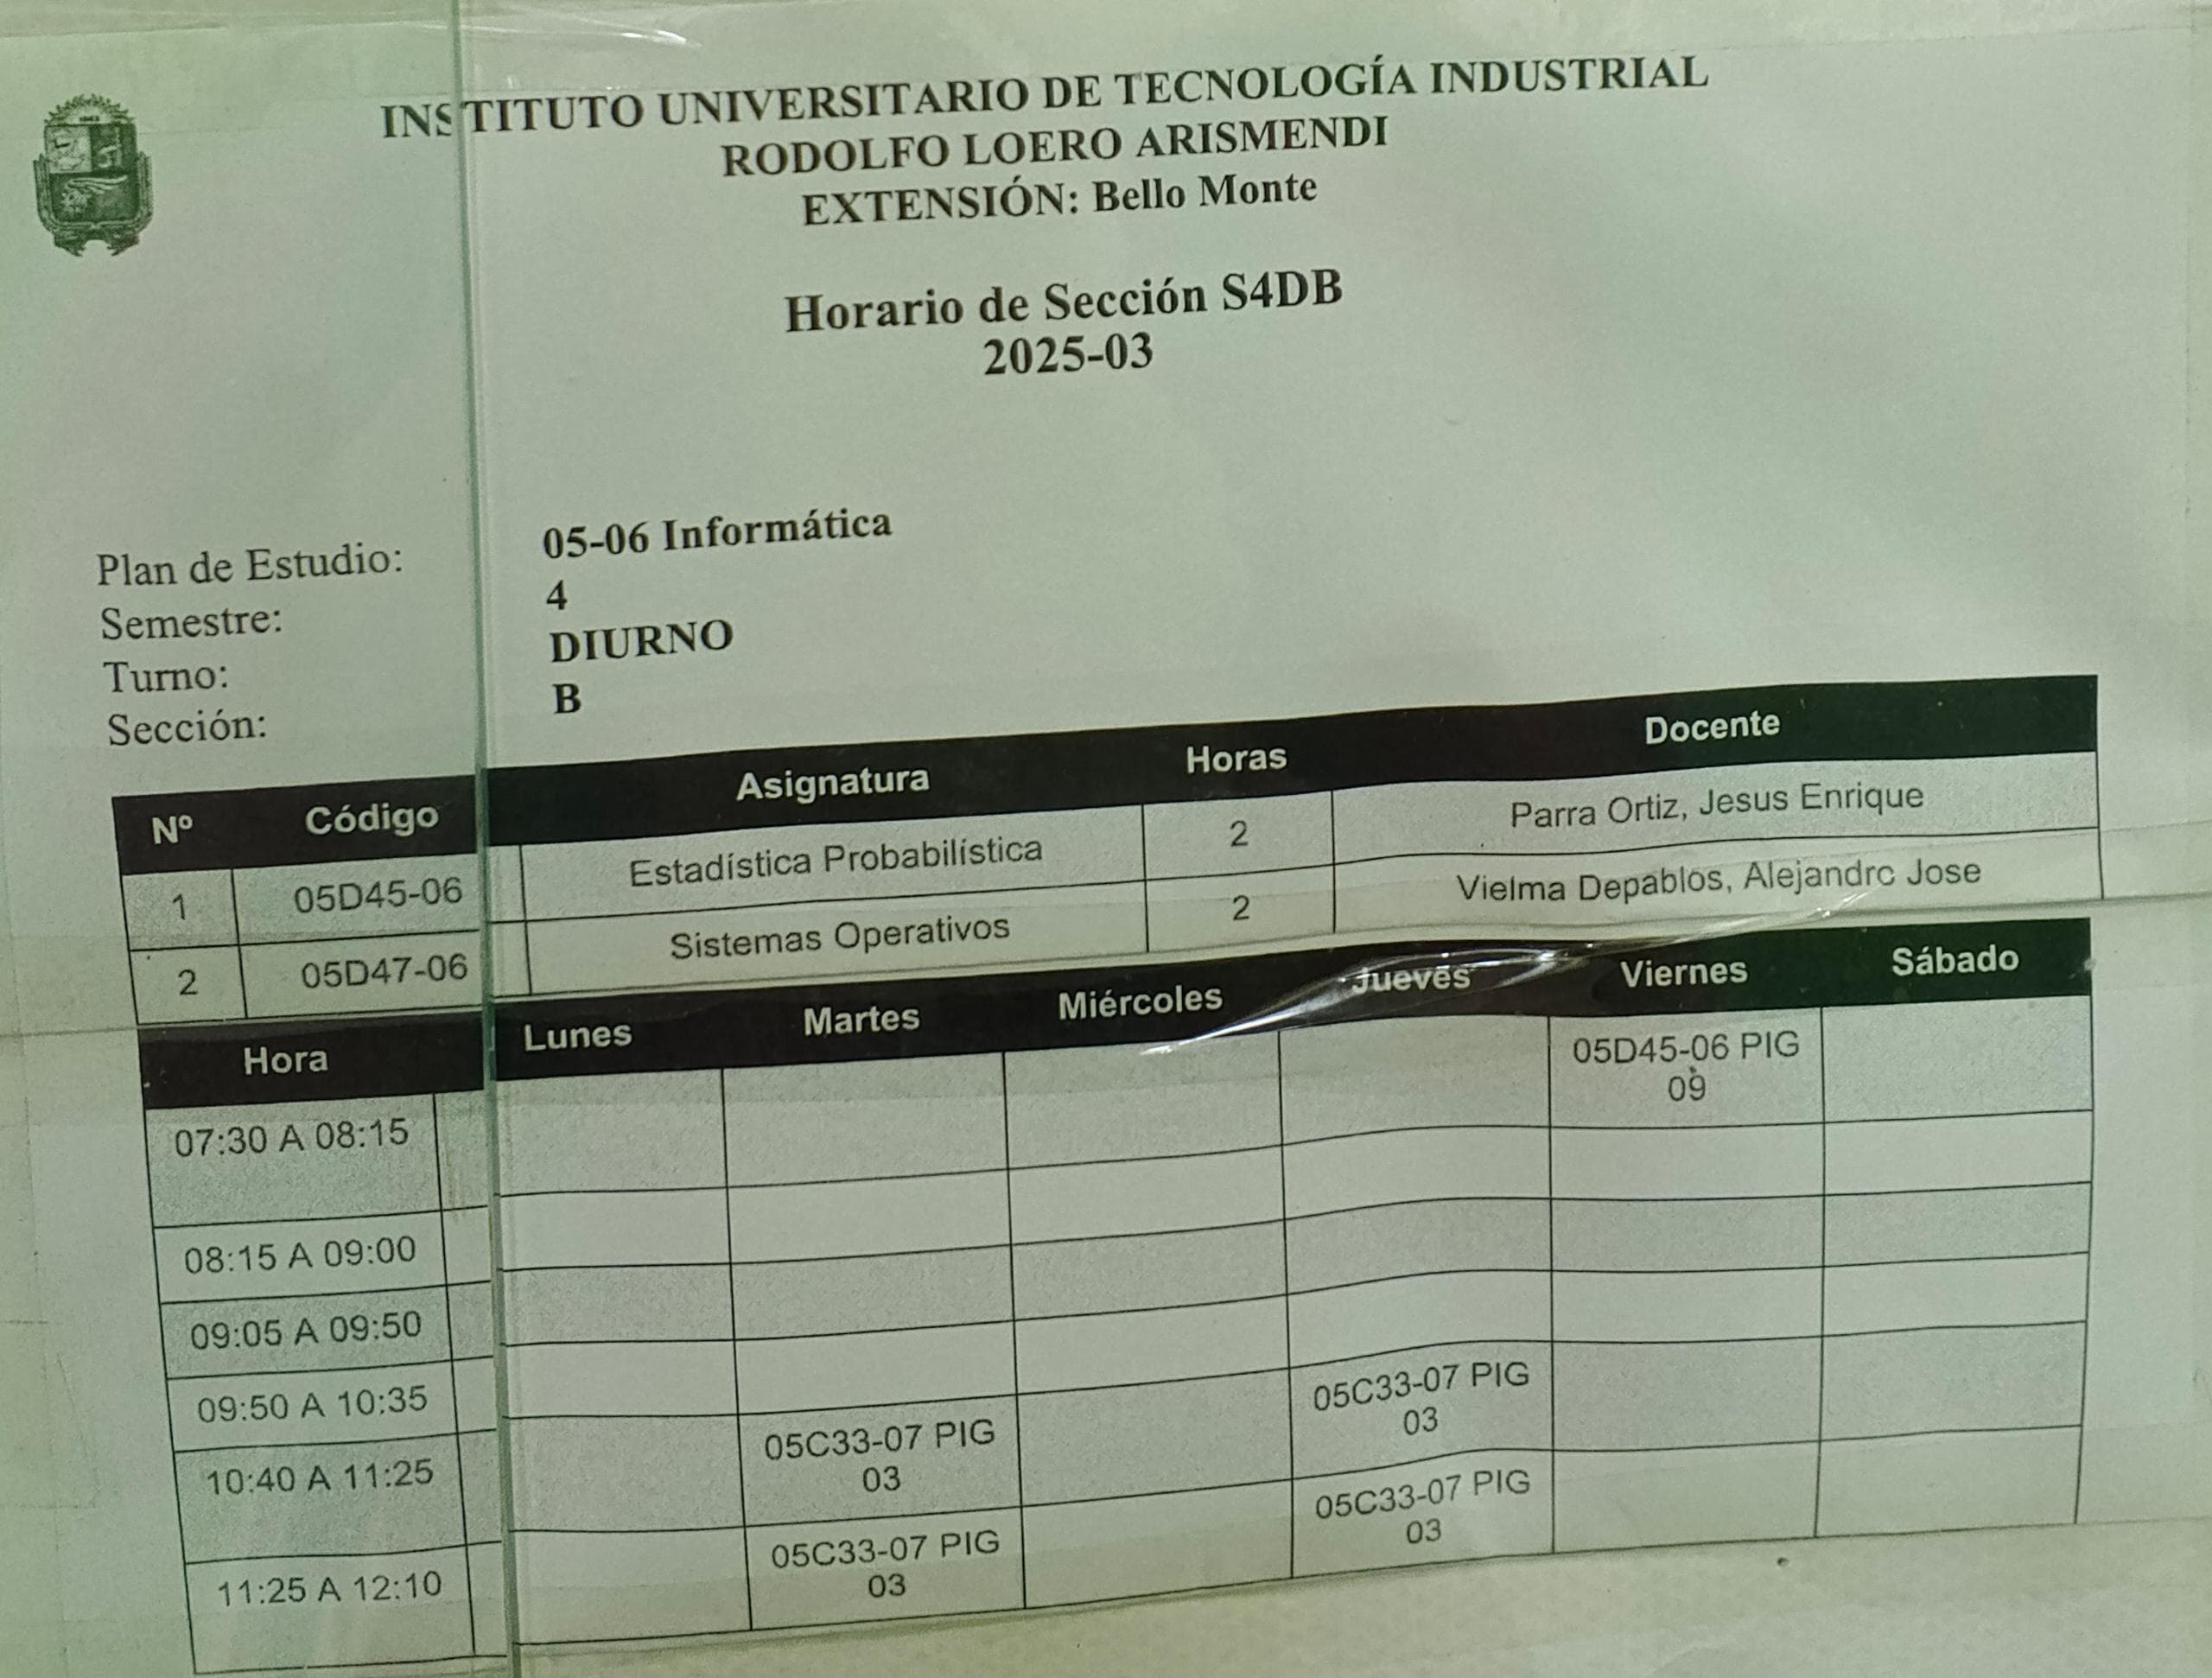 INSTITUTO UNIVERSITARIO DE TECNOLOGÍA INDUSTRIAL
RODOLFO LOERO ARISMENDI
EXTENSIÓN: Bello Monte
Horario de Sección S4DB
2025-03
Plan de Estudio: 05-06 Informática
Semestre: 4
Turno: DIURNO
Sección: B
Nº Código Asignatura Horas Docente
1 05D45-06 Estadística Probabilística 2 Parra Ortiz, Jesus Enrique
2 05D47-06 Sistemas Operativos 2 Vielma Depablos, Alejandro Jose
Hora Lunes Martes Miércoles Jueves Viernes Sábado
07:30 A 08:15 05D45-06 PIG
09
08:15 A 09:00
09:05 A 09:50
09:50 A 10:35
10:40 A 11:25 05C33-07 PIG 05C33-07 PIG
03 03
11:25 A 12:10 05C33-07 PIG 05C33-07 PIG
03 03